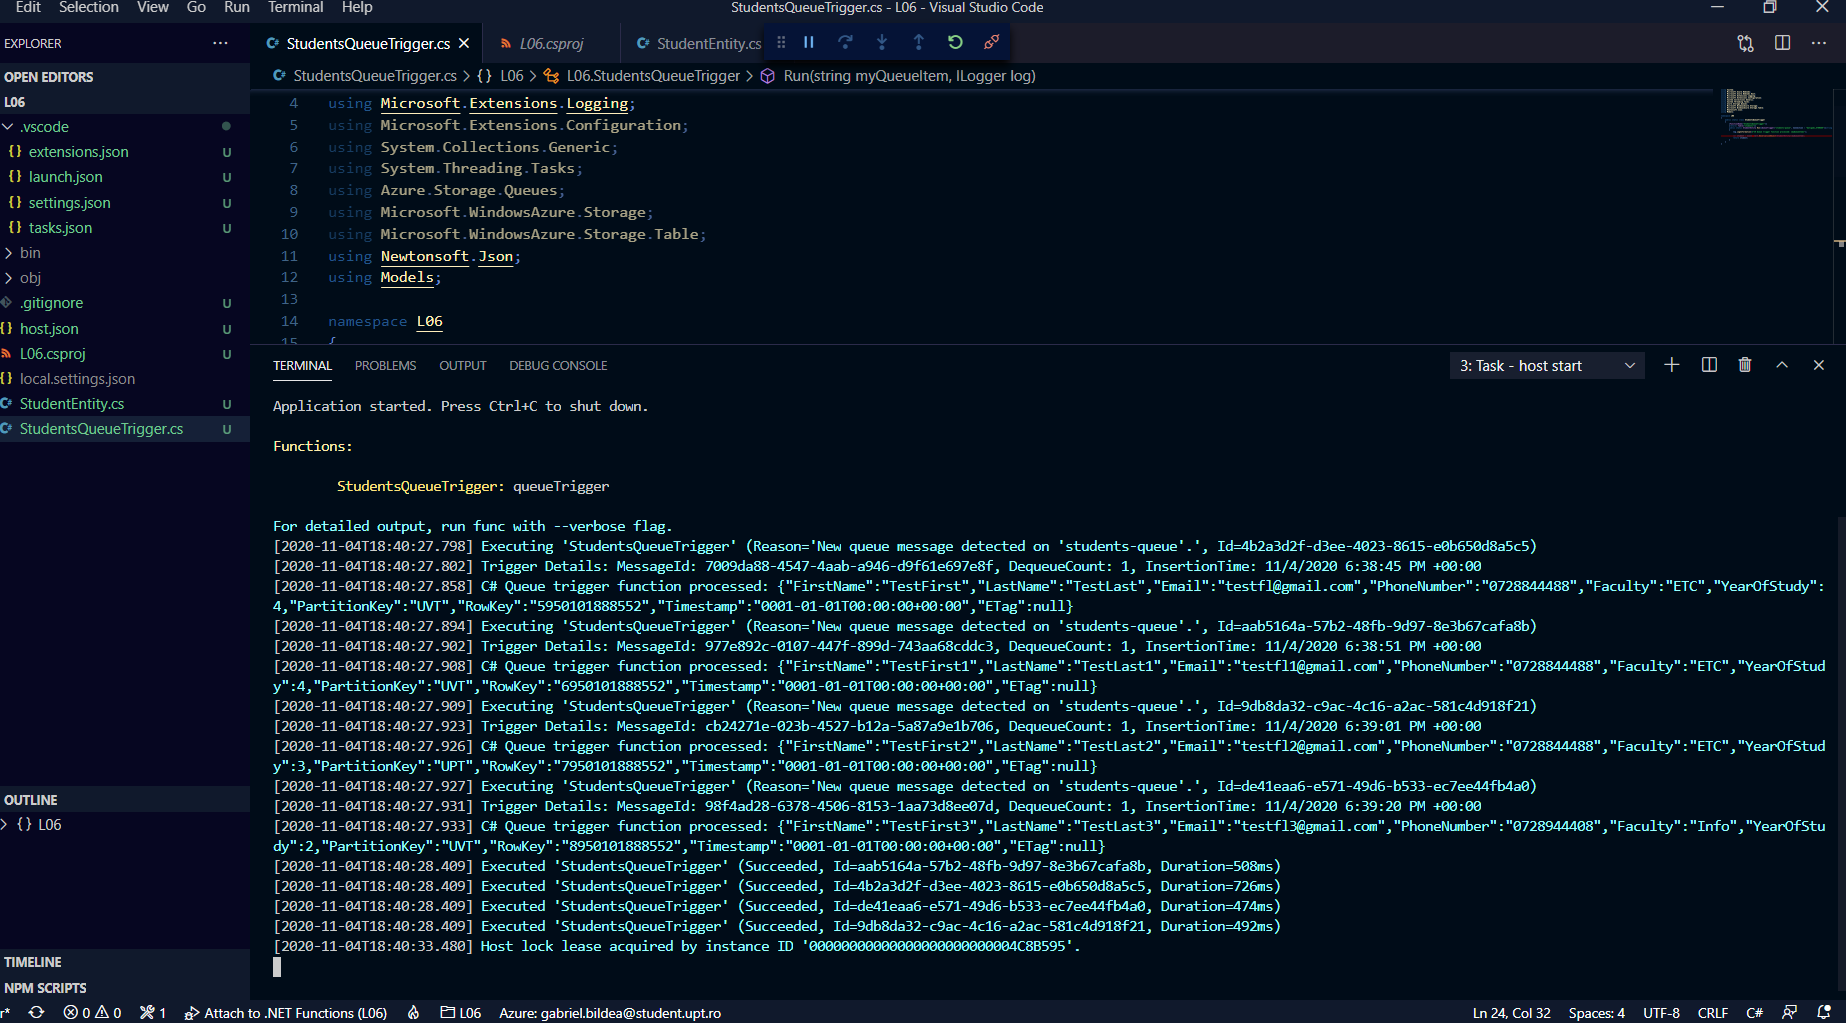 Edit Selection View Go Run Terminal Help
StudentsQueueTrigger.cs - L06 - Visual Studio Code
EXPLORER
StudentsQueueTrigger.cs
L06.csproj
StudentEntity.cs
OPEN EDITORS
StudentsQueueTrigger.cs > {} L06 > L06.StudentsQueueTrigger > Run(string myQueueItem, ILogger log)
L06
.vscode
{} extensions.json U
{} launch.json U
{} settings.json U
{} tasks.json U
bin
obj
.gitignore U
{} host.json U
L06.csproj U
{} local.settings.json
StudentEntity.cs U
StudentsQueueTrigger.cs U
OUTLINE
{} L06
TIMELINE
NPM SCRIPTS
4 using Microsoft.Extensions.Logging;
5 using Microsoft.Extensions.Configuration;
6 using System.Collections.Generic;
7 using System.Threading.Tasks;
8 using Azure.Storage.Queues;
9 using Microsoft.WindowsAzure.Storage;
10 using Microsoft.WindowsAzure.Storage.Table;
11 using Newtonsoft.Json;
12 using Models;
13
14 namespace L06
15 {
TERMINAL PROBLEMS OUTPUT DEBUG CONSOLE
3: Task - host start
Application started. Press Ctrl+C to shut down.
Functions:
StudentsQueueTrigger: queueTrigger
For detailed output, run func with --verbose flag.
[2020-11-04T18:40:27.798] Executing 'StudentsQueueTrigger' (Reason='New queue message detected on 'students-queue'.', Id=4b2a3d2f-d3ee-4023-8615-e0b650d8a5c5)
[2020-11-04T18:40:27.802] Trigger Details: MessageId: 7009da88-4547-4aab-a946-d9f61e697e8f, DequeueCount: 1, InsertionTime: 11/4/2020 6:38:45 PM +00:00
[2020-11-04T18:40:27.858] C# Queue trigger function processed: {"FirstName":"TestFirst","LastName":"TestLast","Email":"testfl@gmail.com","PhoneNumber":"0728844488","Faculty":"ETC","YearOfStudy":
4,"PartitionKey":"UVT","RowKey":"5950101888552","Timestamp":"0001-01-01T00:00:00+00:00","ETag":null}
[2020-11-04T18:40:27.894] Executing 'StudentsQueueTrigger' (Reason='New queue message detected on 'students-queue'.', Id=aab5164a-57b2-48fb-9d97-8e3b67cafa8b)
[2020-11-04T18:40:27.902] Trigger Details: MessageId: 977e892c-0107-447f-899d-743aa68cddc3, DequeueCount: 1, InsertionTime: 11/4/2020 6:38:51 PM +00:00
[2020-11-04T18:40:27.908] C# Queue trigger function processed: {"FirstName":"TestFirst1","LastName":"TestLast1","Email":"testfl1@gmail.com","PhoneNumber":"0728844488","Faculty":"ETC","YearOfStud
y":4,"PartitionKey":"UVT","RowKey":"6950101888552","Timestamp":"0001-01-01T00:00:00+00:00","ETag":null}
[2020-11-04T18:40:27.909] Executing 'StudentsQueueTrigger' (Reason='New queue message detected on 'students-queue'.', Id=9db8da32-c9ac-4c16-a2ac-581c4d918f21)
[2020-11-04T18:40:27.923] Trigger Details: MessageId: cb24271e-023b-4527-b12a-5a87a9e1b706, DequeueCount: 1, InsertionTime: 11/4/2020 6:39:01 PM +00:00
[2020-11-04T18:40:27.926] C# Queue trigger function processed: {"FirstName":"TestFirst2","LastName":"TestLast2","Email":"testfl2@gmail.com","PhoneNumber":"0728844488","Faculty":"ETC","YearOfStud
y":3,"PartitionKey":"UPT","RowKey":"7950101888552","Timestamp":"0001-01-01T00:00:00+00:00","ETag":null}
[2020-11-04T18:40:27.927] Executing 'StudentsQueueTrigger' (Reason='New queue message detected on 'students-queue'.', Id=de41eaa6-e571-49d6-b533-ec7ee44fb4a0)
[2020-11-04T18:40:27.931] Trigger Details: MessageId: 98f4ad28-6378-4506-8153-1aa73d8ee07d, DequeueCount: 1, InsertionTime: 11/4/2020 6:39:20 PM +00:00
[2020-11-04T18:40:27.933] C# Queue trigger function processed: {"FirstName":"TestFirst3","LastName":"TestLast3","Email":"testfl3@gmail.com","PhoneNumber":"0728944408","Faculty":"Info","YearOfStu
dy":2,"PartitionKey":"UVT","RowKey":"8950101888552","Timestamp":"0001-01-01T00:00:00+00:00","ETag":null}
[2020-11-04T18:40:28.409] Executed 'StudentsQueueTrigger' (Succeeded, Id=aab5164a-57b2-48fb-9d97-8e3b67cafa8b, Duration=508ms)
[2020-11-04T18:40:28.409] Executed 'StudentsQueueTrigger' (Succeeded, Id=4b2a3d2f-d3ee-4023-8615-e0b650d8a5c5, Duration=726ms)
[2020-11-04T18:40:28.409] Executed 'StudentsQueueTrigger' (Succeeded, Id=de41eaa6-e571-49d6-b533-ec7ee44fb4a0, Duration=474ms)
[2020-11-04T18:40:28.409] Executed 'StudentsQueueTrigger' (Succeeded, Id=9db8da32-c9ac-4c16-a2ac-581c4d918f21, Duration=492ms)
[2020-11-04T18:40:33.480] Host lock lease acquired by instance ID '0000000000000000000000004C8B595'.
r* 0 0 1 Attach to .NET Functions (L06) L06 Azure: gabriel.bildea@student.upt.ro Ln 24, Col 32 Spaces: 4 UTF-8 CRLF C#